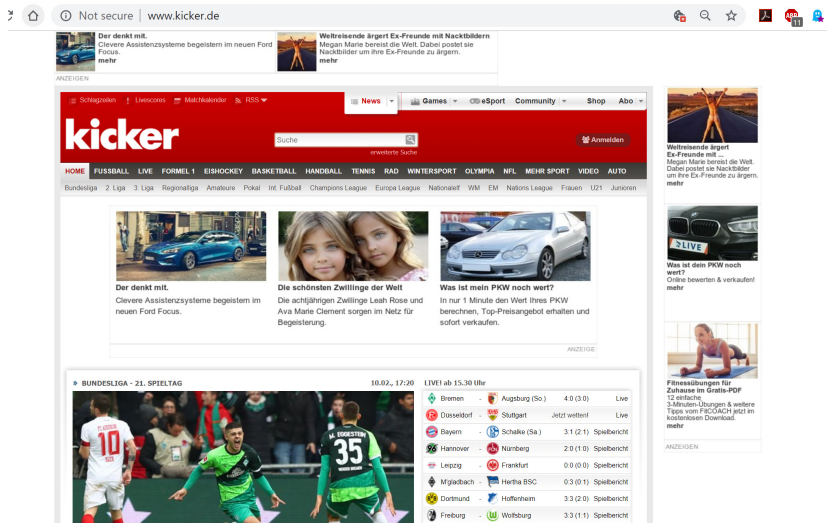 Not secure | www.kicker.de
ABP
11
Der denkt mit.
Clevere Assistenzsysteme begeistern im neuen Ford
Focus.
mehr
Weltreisende ärgert Ex-Freunde mit Nacktbildern
Megan Marie bereist die Welt. Dabei postet sie
Nacktbilder um ihre Ex-Freunde zu ärgern.
mehr
ANZEIGEN
Schlagzeilen Livescores Matchkalender RSS
News Games eSport Community Shop Abo
kicker
Suche
erweiterte Suche
Anmelden
HOME FUSSBALL LIVE FORMEL 1 EISHOCKEY BASKETBALL HANDBALL TENNIS RAD WINTERSPORT OLYMPIA NFL MEHR SPORT VIDEO AUTO
Bundesliga 2. Liga 3. Liga Regionalliga Amateure Pokal Int. Fußball Champions League Europa League Nationalelf WM EM Nations League Frauen U21 Junioren
Der denkt mit.
Clevere Assistenzsysteme begeistern im
neuen Ford Focus.
Die schönsten Zwillinge der Welt
Die achtjährigen Zwillinge Leah Rose und
Ava Marie Clement sorgen im Netz für
Begeisterung.
Was ist mein PKW noch wert?
In nur 1 Minute den Wert Ihres PKW
berechnen, Top-Preisangebot erhalten und
sofort verkaufen.
ANZEIGE
Weltreisende ärgert
Ex-Freunde mit ...
Megan Marie bereist die Welt.
Dabei postet sie Nacktbilder
um ihre Ex-Freunde zu ärgern.
mehr
LIVE
Was ist dein PKW noch
wert?
Online bewerten & verkaufen!
mehr
Fitnessübungen für
Zuhause im Gratis-PDF
12 einfache
3-Minuten-Übungen & weitere
Tipps vom FitCOACH jetzt im
kostenlosen Download.
mehr
ANZEIGEN
» BUNDESLIGA - 21. SPIELTAG 10.02., 17:20
10
M. EGGESTEIN
35
LIVE! ab 15.30 Uhr
Bremen - Augsburg (So.) 4:0 (3:0) Live
Düsseldorf - Stuttgart Jetzt wetten! Live
Bayern - Schalke (Sa.) 3:1 (2:1) Spielbericht
Hannover - Nürnberg 2:0 (1:0) Spielbericht
Leipzig - Frankfurt 0:0 (0:0) Spielbericht
M'gladbach - Hertha BSC 0:3 (0:1) Spielbericht
Dortmund - Hoffenheim 3:3 (2:0) Spielbericht
Freiburg - Wolfsburg 3:3 (1:1) Spielbericht